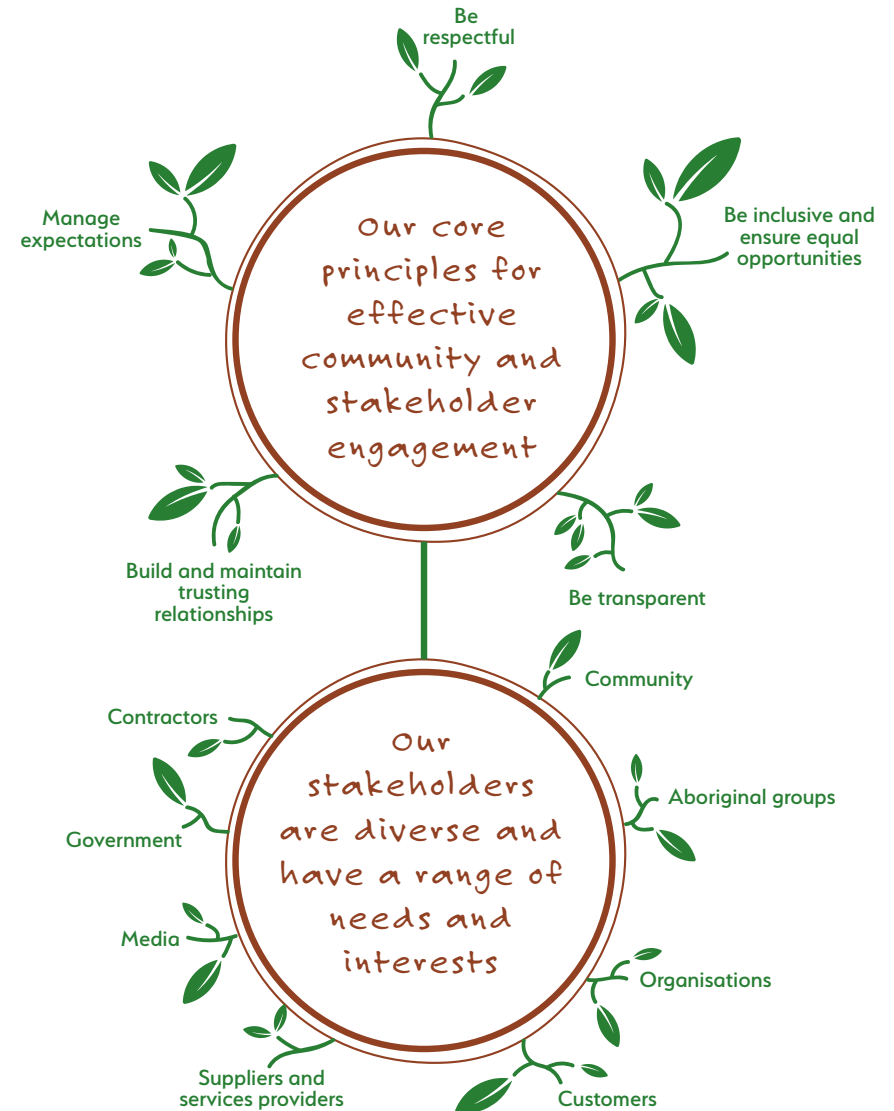 Be
respectful
Manage
expectations
Be inclusive and
ensure equal
opportunities
Our core
principles for
effective
community and
stakeholder
engagement
Build and maintain
trusting
relationships
Be transparent
Community
Contractors
Our
stakeholders
are diverse and
have a range of
needs and
interests
Aboriginal groups
Government
Media
Organisations
Suppliers and
services providers
Customers